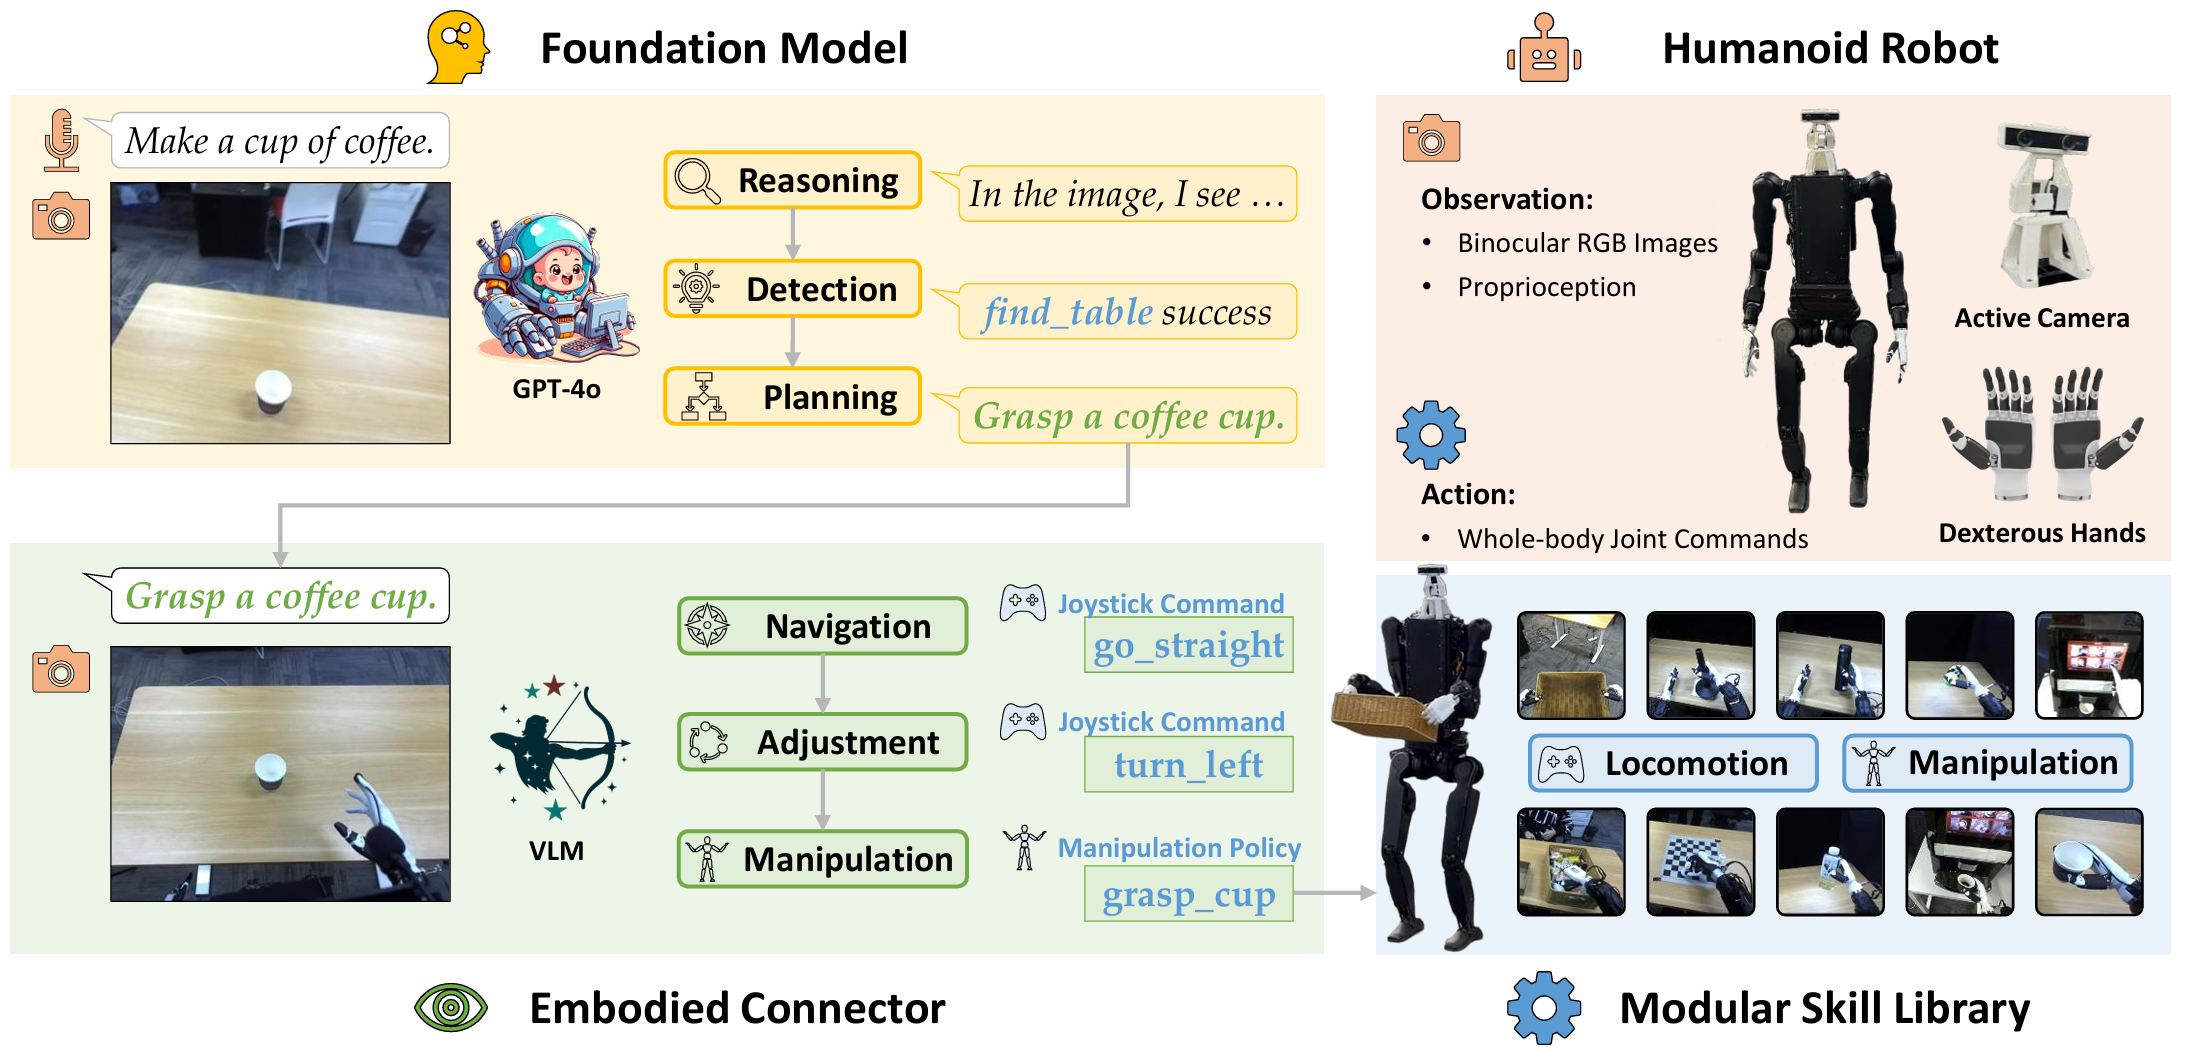 Foundation Model
Make a cup of coffee.
GPT-4o
Reasoning
In the image, I see ...
Detection
find_table success
Planning
Grasp a coffee cup.
Humanoid Robot
Observation:
• Binocular RGB Images
• Proprioception
Active Camera
Action:
• Whole-body Joint Commands
Dexterous Hands
Grasp a coffee cup.
VLM
Navigation
Joystick Command
go_straight
Adjustment
Joystick Command
turn_left
Manipulation
Manipulation Policy
grasp_cup
Embodied Connector
Locomotion
Manipulation
Modular Skill Library